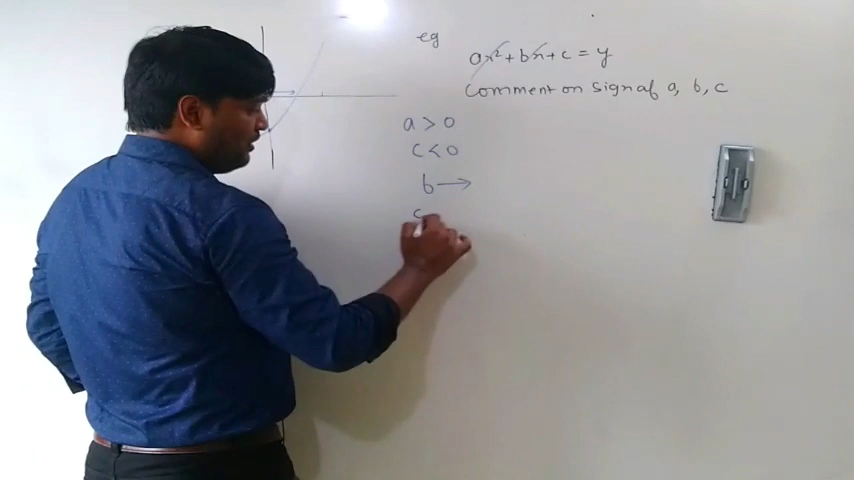 eg
ax² + bx + c = y
Comment on sign of a, b, c
a > 0
c < 0
b →
c